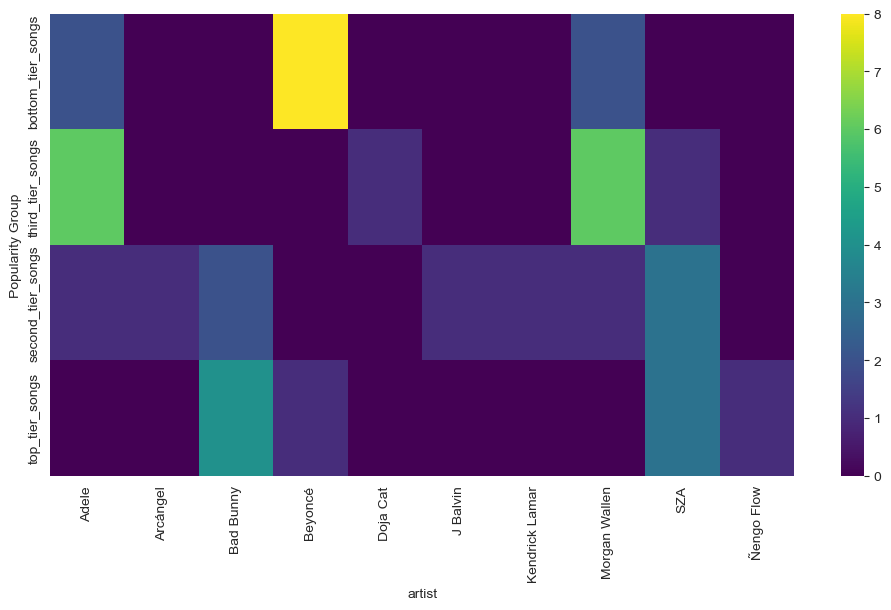 Popularity Group
bottom_tier_songs
third_tier_songs
second_tier_songs
top_tier_songs
Adele
Arcángel
Bad Bunny
Beyoncé
Doja Cat
J Balvin
Kendrick Lamar
Morgan Wallen
SZA
Ñengo Flow
artist
8
7
6
5
4
3
2
1
0